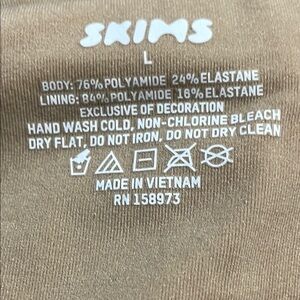 SKIMS
L
BODY: 76% POLYAMIDE 24% ELASTANE
LINING: 84% POLYAMIDE 16% ELASTANE
EXCLUSIVE OF DECORATION
HAND WASH COLD, NON-CHLORINE BLEACH
DRY FLAT, DO NOT IRON, DO NOT DRY CLEAN
MADE IN VIETNAM
RN 158973